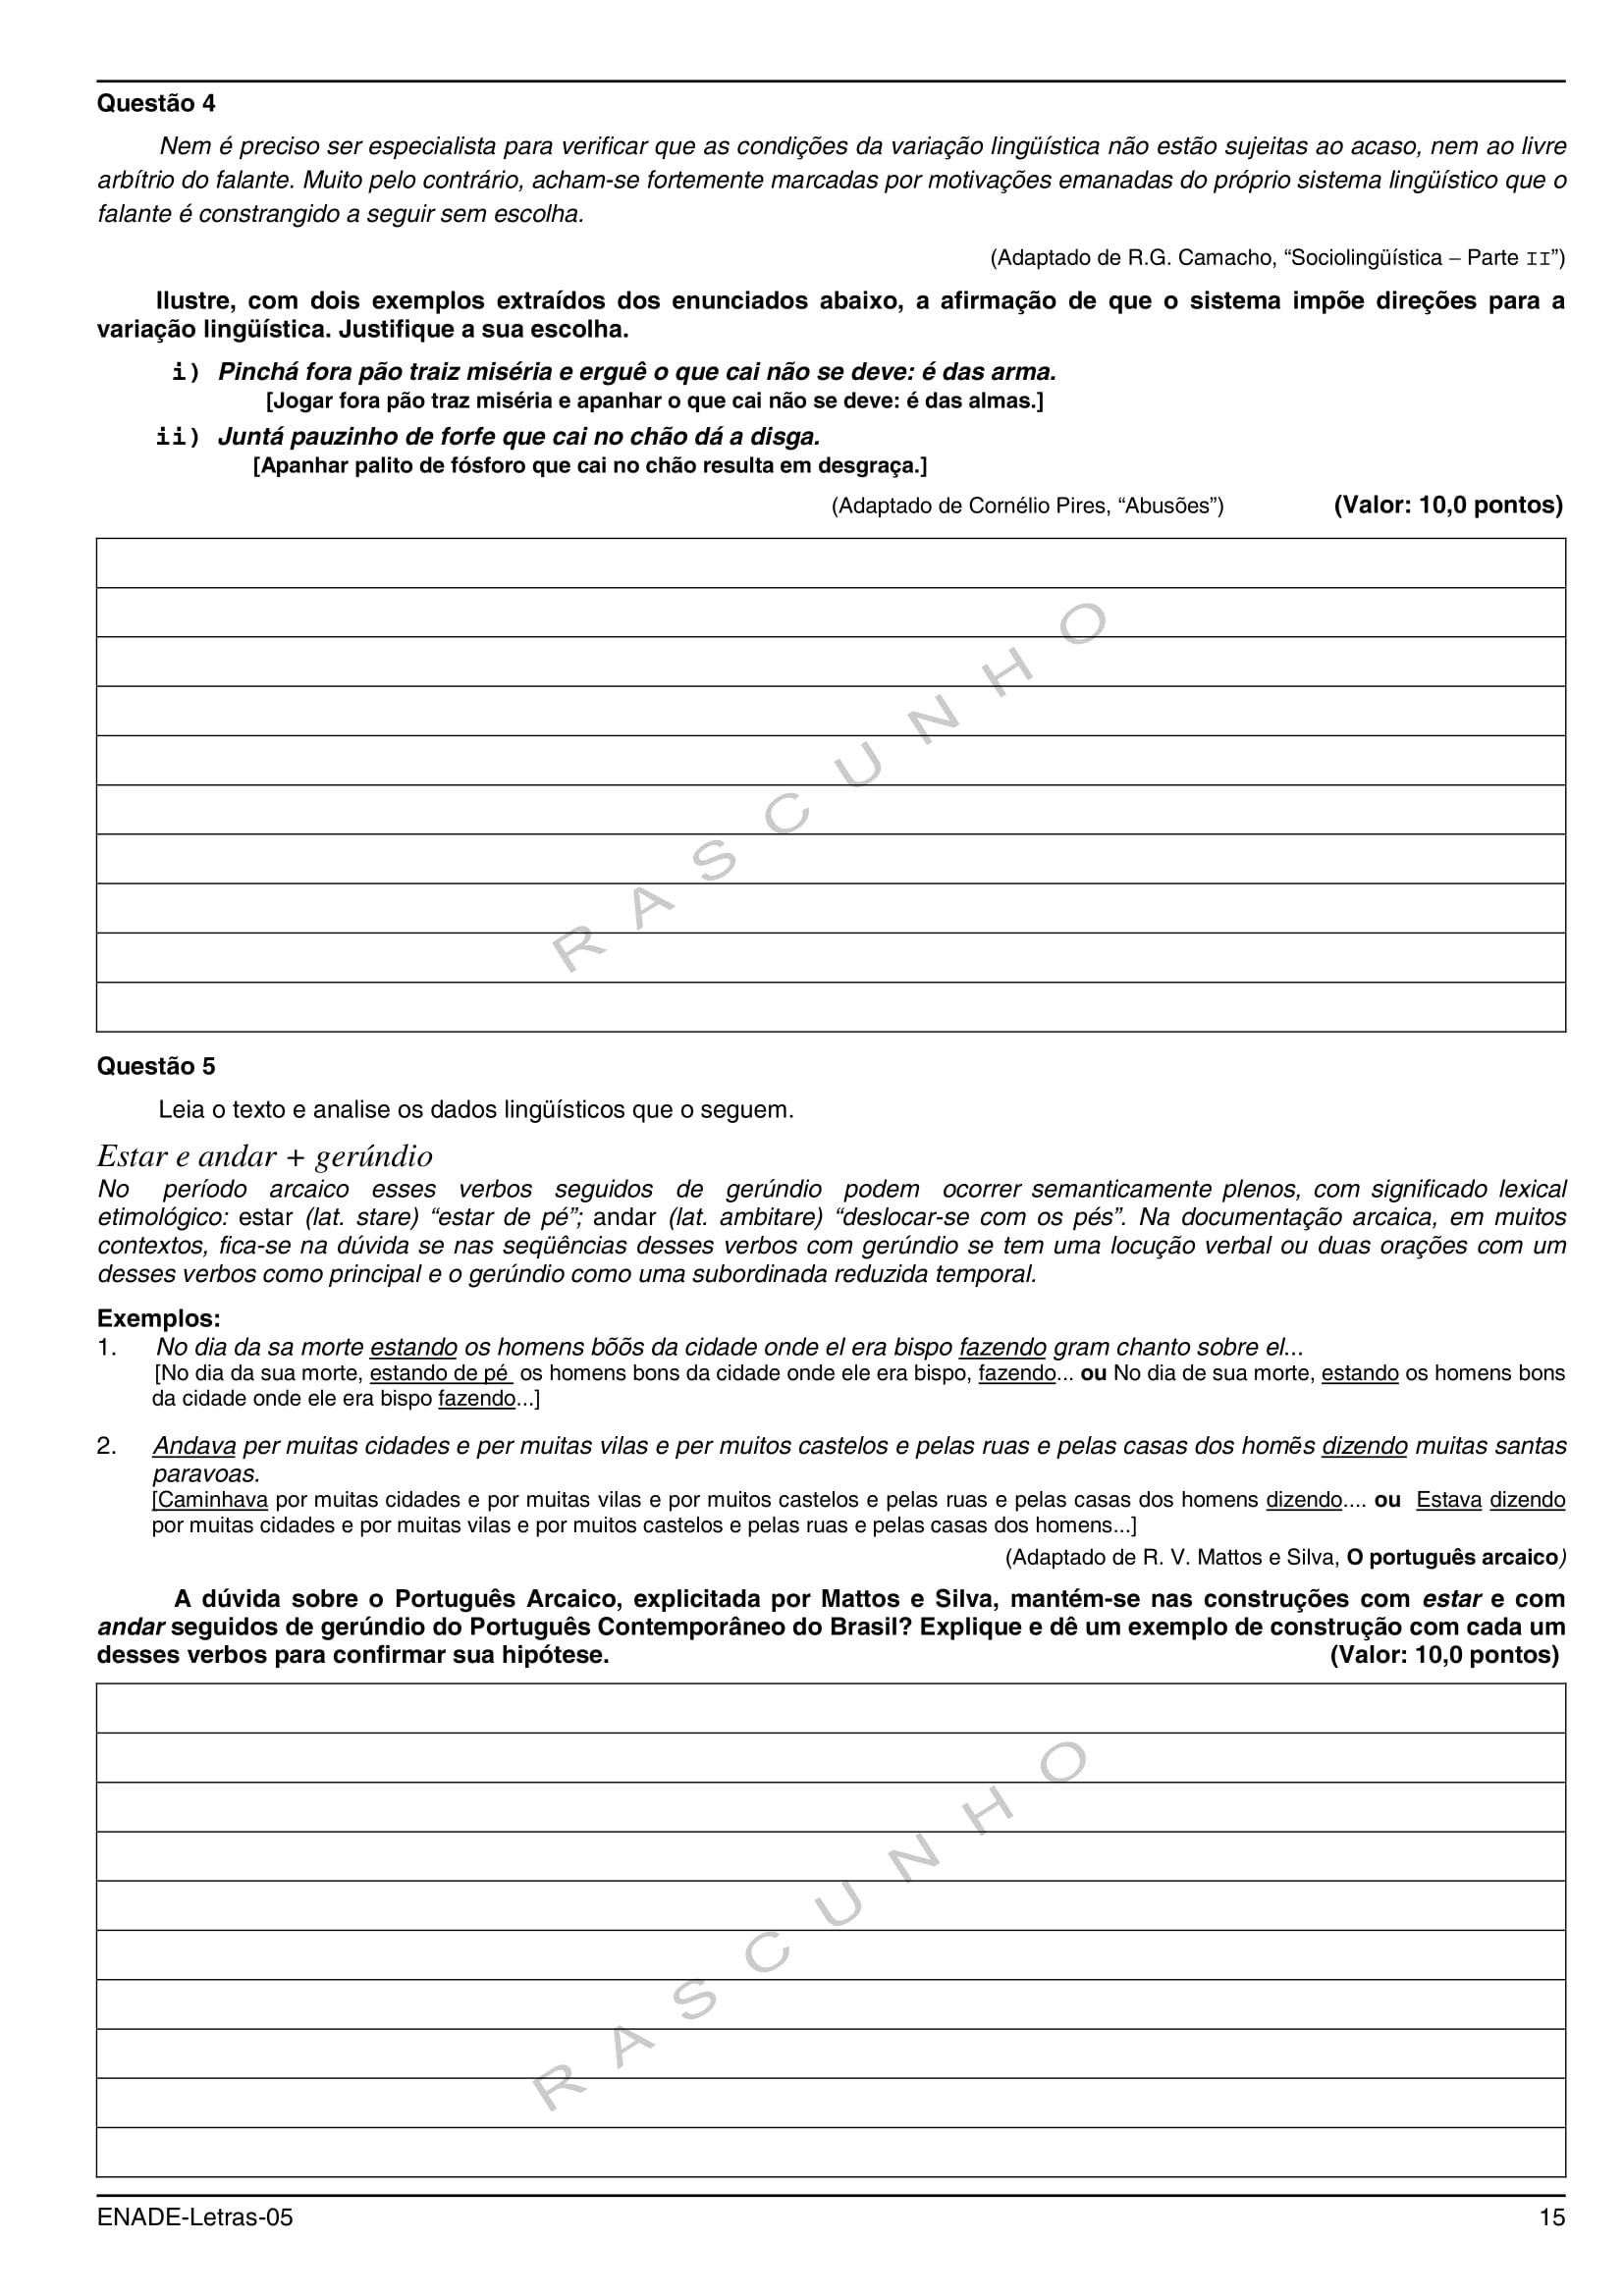 Questão 4
Nem é preciso ser especialista para verificar que as condições da variação lingüística não estão sujeitas ao acaso, nem ao livre
arbítrio do falante. Muito pelo contrário, acham-se fortemente marcadas por motivações emanadas do próprio sistema lingüístico que o
falante é constrangido a seguir sem escolha.
(Adaptado de R.G. Camacho, “Sociolingüística – Parte II”)
Ilustre, com dois exemplos extraídos dos enunciados abaixo, a afirmação de que o sistema impõe direções para a
variação lingüística. Justifique a sua escolha.
i) Pinchá fora pão traiz miséria e erguê o que cai não se deve: é das arma.
[Jogar fora pão traz miséria e apanhar o que cai não se deve: é das almas.]
ii) Juntá pauzinho de forfe que cai no chão dá a disga.
[Apanhar palito de fósforo que cai no chão resulta em desgraça.]
(Adaptado de Cornélio Pires, “Abusões”) (Valor: 10,0 pontos)
RASCUNHO
Questão 5
Leia o texto e analise os dados lingüísticos que o seguem.
Estar e andar + gerúndio
No período arcaico esses verbos seguidos de gerúndio podem ocorrer semanticamente plenos, com significado lexical
etimológico: estar (lat. stare) “estar de pé”; andar (lat. ambitare) “deslocar-se com os pés”. Na documentação arcaica, em muitos
contextos, fica-se na dúvida se nas seqüências desses verbos com gerúndio se tem uma locução verbal ou duas orações com um
desses verbos como principal e o gerúndio como uma subordinada reduzida temporal.
Exemplos:
1. No dia da sa morte estando os homens bõõs da cidade onde el era bispo fazendo gram chanto sobre el...
[No dia da sua morte, estando de pé os homens bons da cidade onde ele era bispo, fazendo... ou No dia de sua morte, estando os homens bons
da cidade onde ele era bispo fazendo...]
2. Andava per muitas cidades e per muitas vilas e per muitos castelos e pelas ruas e pelas casas dos homẽs dizendo muitas santas
paravoas.
[Caminhava por muitas cidades e por muitas vilas e por muitos castelos e pelas ruas e pelas casas dos homens dizendo.... ou Estava dizendo
por muitas cidades e por muitas vilas e por muitos castelos e pelas ruas e pelas casas dos homens...]
(Adaptado de R. V. Mattos e Silva, O português arcaico)
A dúvida sobre o Português Arcaico, explicitada por Mattos e Silva, mantém-se nas construções com estar e com
andar seguidos de gerúndio do Português Contemporâneo do Brasil? Explique e dê um exemplo de construção com cada um
desses verbos para confirmar sua hipótese. (Valor: 10,0 pontos)
RASCUNHO
ENADE-Letras-05 15